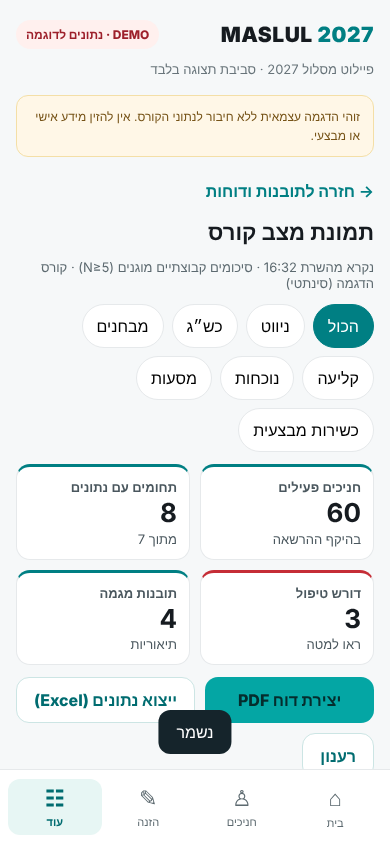 MASLUL 2027
DEMO · נתונים לדוגמה
פיילוט מסלול 2027 · סביבת תצוגה בלבד
זוהי הדגמה עצמאית ללא חיבור לנתוני הקורס. אין להזין מידע אישי
או מבצעי.
→ חזרה לתובנות ודוחות
תמונת מצב קורס
נקרא מהשרת 16:32 · סיכומים קבוצתיים מוגנים (N≥5) · קורס
הדגמה (סינתטי)
הכול ניווט כש״ג מבחנים
קליעה נוכחות מסעות
כשירות מבצעית
חניכים פעילים
60
בהיקף ההרשאה
תחומים עם נתונים
8
מתוך 7
דורש טיפול
3
ראו למטה
תובנות מגמה
4
תיאוריות
יצירת דוח PDF
ייצוא נתונים (Excel)
נשמר
רענון
בית
חניכים
הזנה
עוד